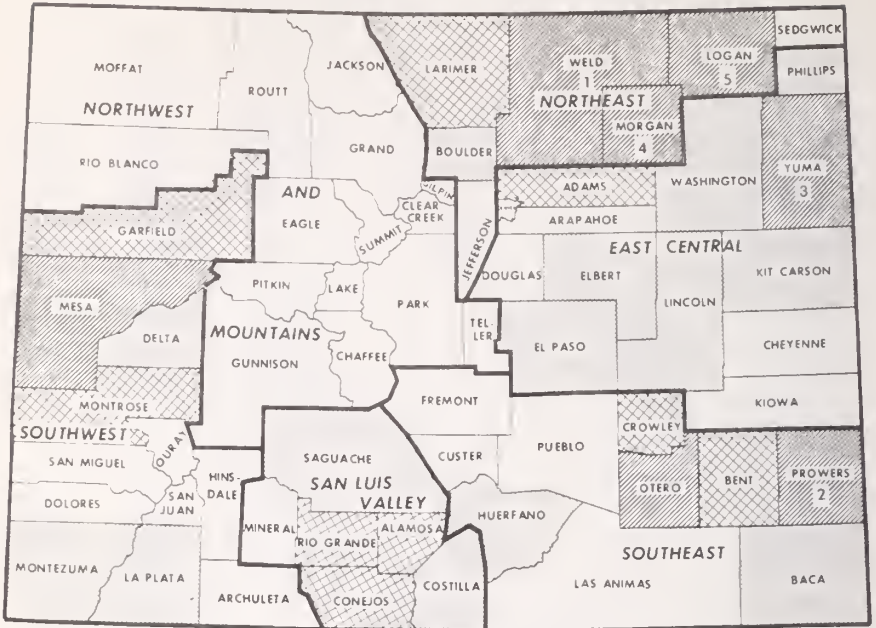 SEDGWICK
MOFFAT
JACKSON
LARIMER
WELD
1
LOGAN
5
PHILLIPS
ROUTT
NORTHWEST
NORTHEAST
MORGAN
4
RIO BLANCO
GRAND
BOULDER
YUMA
3
WASHINGTON
AND
EAGLE
GILPIN
CLEAR
CREEK
ADAMS
ARAPAHOE
GARFIELD
SUMMIT
JEFFERSON
EAST CENTRAL
DOUGLAS
ELBERT
KIT CARSON
PITKIN
LAKE
PARK
LINCOLN
MESA
DELTA
MOUNTAINS
GUNNISON
CHAFFEE
TEL-
LER
EL PASO
CHEYENNE
MONTROSE
FREMONT
KIOWA
CROWLEY
SOUTHWEST
OURAY
SAN MIGUEL
HINS-
DALE
SAGUACHE
CUSTER
PUEBLO
OTERO
BENT
PROWERS
2
SAN LUIS
VALLEY
DOLORES
SAN
JUAN
MINERAL
RIO GRANDE
ALAMOSA
HUERFANO
SOUTHEAST
MONTEZUMA
LA PLATA
ARCHULETA
CONEJOS
COSTILLA
LAS ANIMAS
BACA